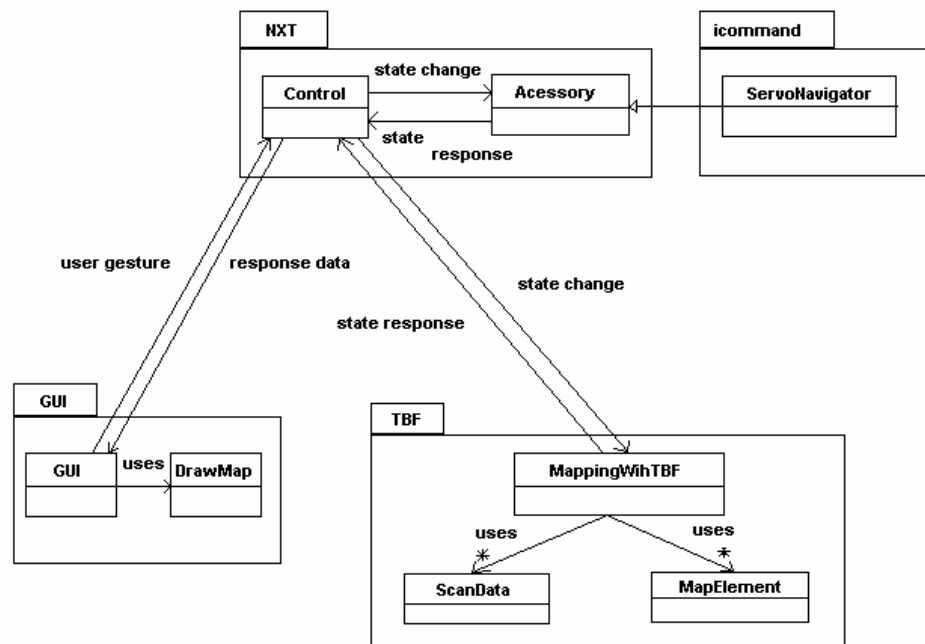 NXT
icommand
state change
Control
Acessory
ServoNavigator
state
response
user gesture
response data
state change
state response
GUI
TBF
GUI
uses
DrawMap
MappingWihTBF
uses
uses
*
*
ScanData
MapElement